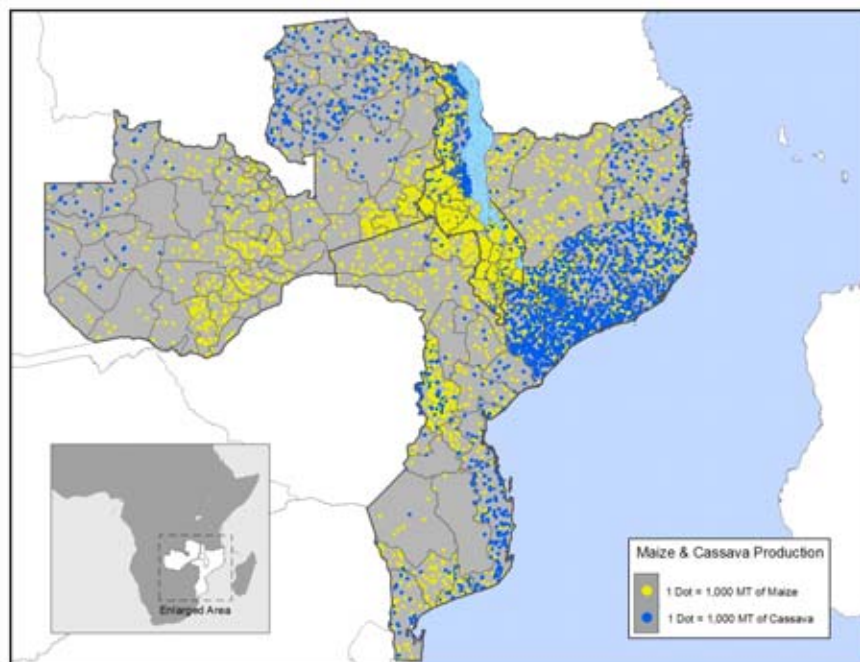 Enlarged Area
Maize & Cassava Production
1 Dot = 1,000 MT of Maize
1 Dot = 1,000 MT of Cassava